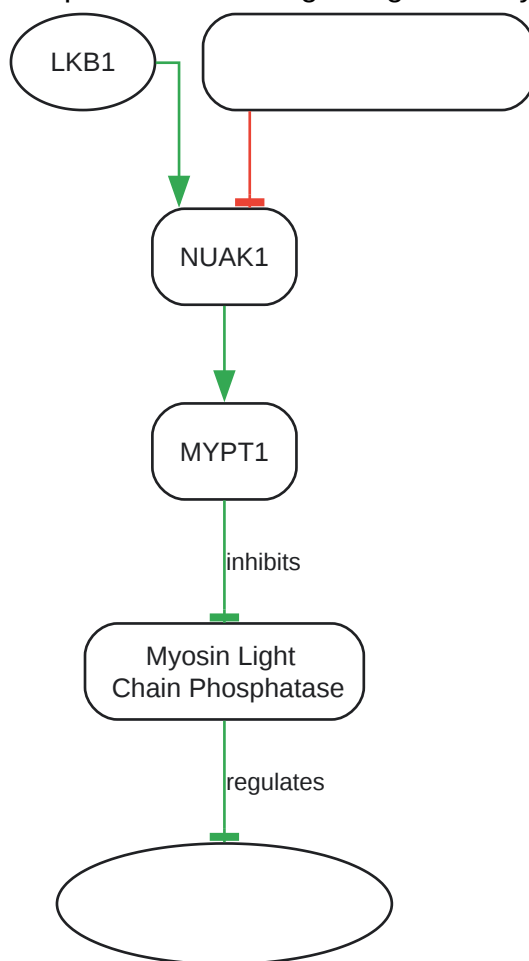 LKB1
NUAK1
MYPT1
inhibits
Myosin Light
Chain Phosphatase
regulates